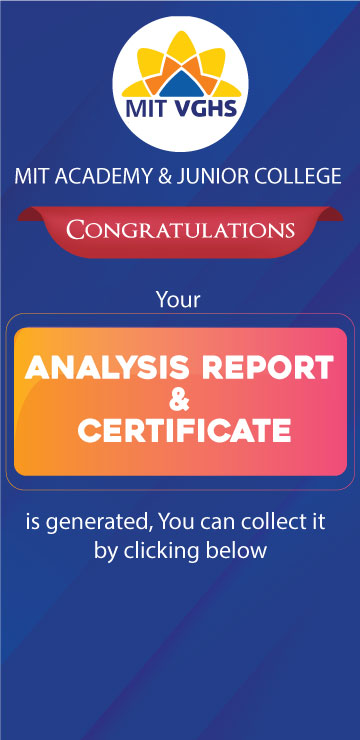 MIT VGHS
MIT ACADEMY & JUNIOR COLLEGE
CONGRATULATIONS
Your
ANALYSIS REPORT
&
CERTIFICATE
is generated, You can collect it
by clicking below